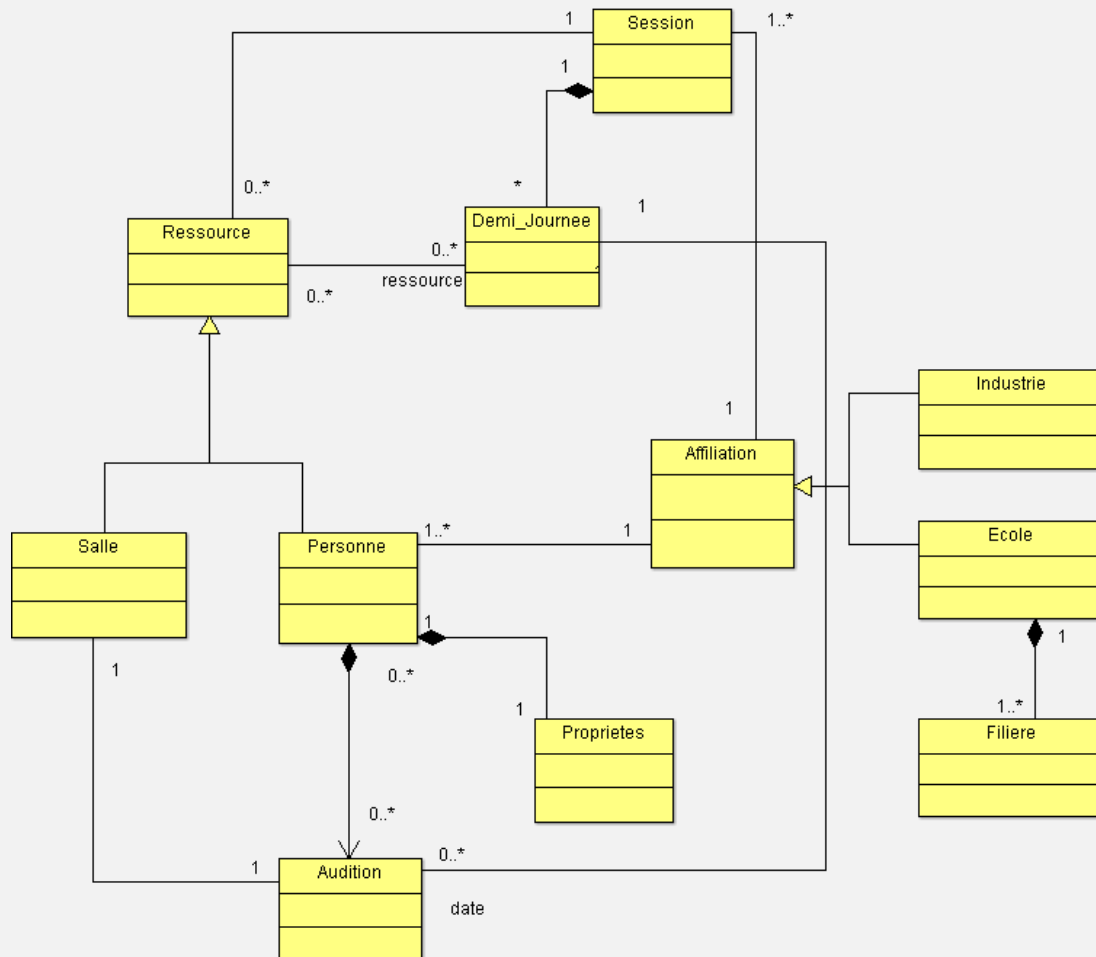 1
Session
1..*
1
0..*
*
1
Ressource
Demi_Journee
0..*
ressource
0..*
Industrie
1
Affiliation
Salle
Personne
1..*
1
Ecole
1
1
0..*
1
1
1..*
Proprietes
Filiere
0..*
1
0..*
Audition
date